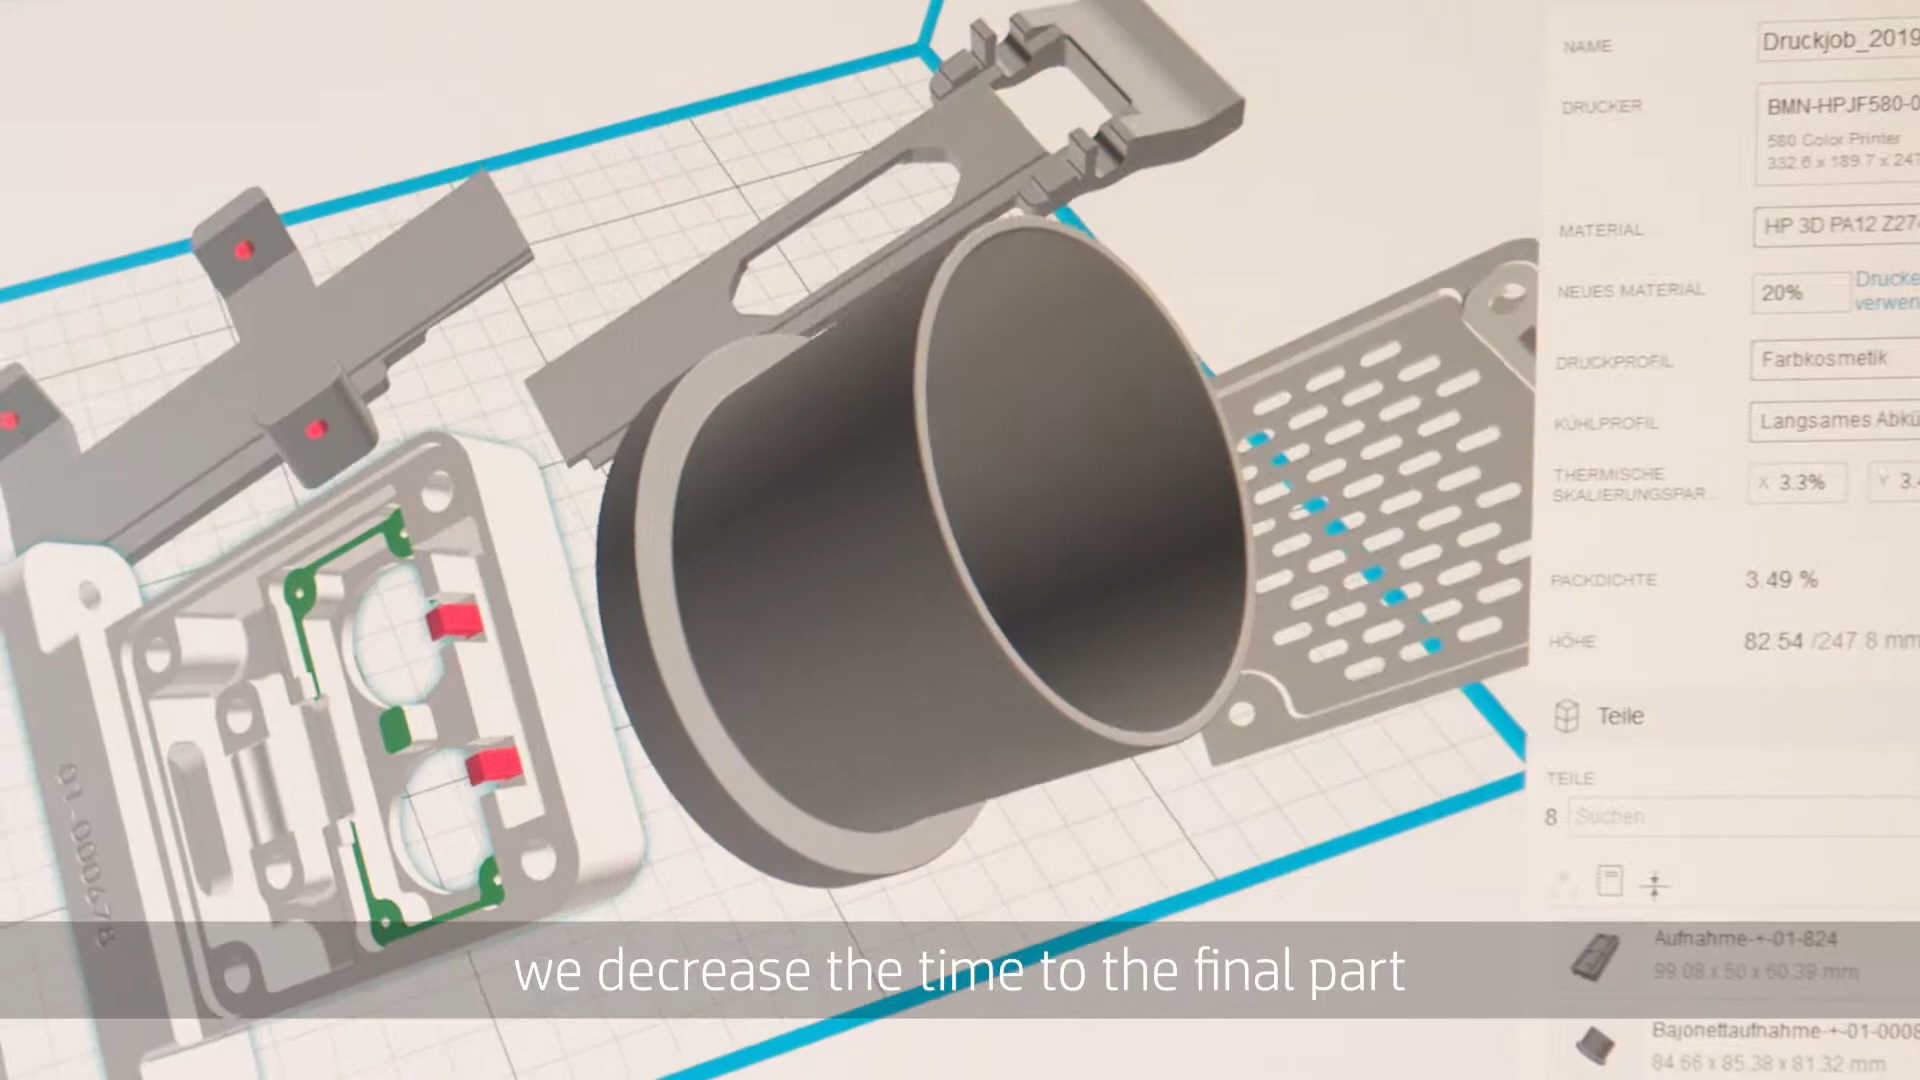 NAME
Druckjob_2019
DRUCKER
BMN-HPJF580-0
580 Color Printer
332.6 x 189.7 x 247
MATERIAL
HP 3D PA12 Z27
NEUES MATERIAL
20%
Drucke
verwen
DRUCKPROFIL
Farbkosmetik
KÜHLPROFIL
Langsames Abkü
THERMISCHE
SKALIERUNGSPAR...
X 3.3%
Y 3.
PACKDICHTE
3.49 %
HÖHE
82.54 /247.8 mm
Teile
TEILE
8
Suchen
Aufnahme-+-01-824
99.08 x 50 x 60.39 mm
Bajonettaufnahme-+-01-0008
84.66 x 85.38 x 81.32 mm
01-000678
we decrease the time to the final part